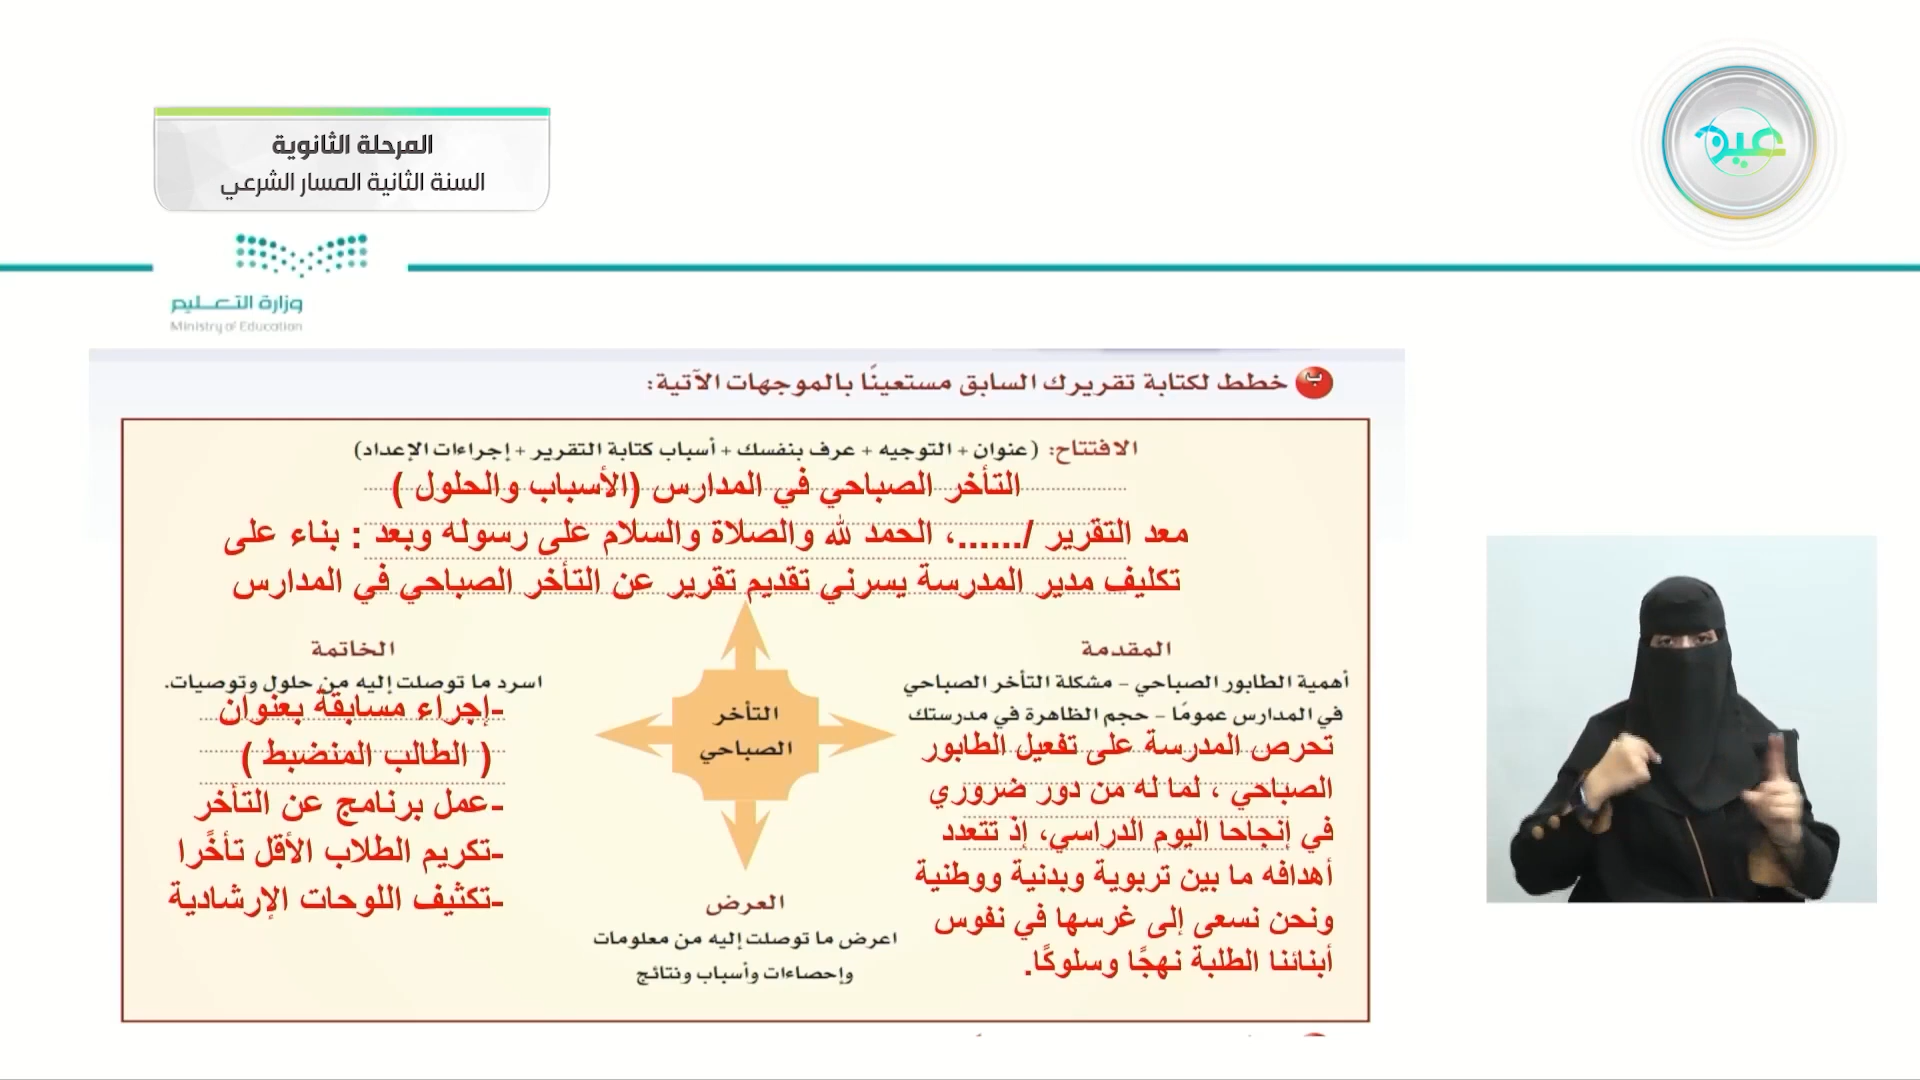 المرحلة الثانوية
السنة الثانية المسار الشرعي
عين
وزارة التعليم
Ministry of Education
ب خطط لكتابة تقريرك السابق مستعينًا بالموجهات الآتية:
الافتتاح: (عنوان + التوجيه + عرف بنفسك + أسباب كتابة التقرير + إجراءات الإعداد)
التأخر الصباحي في المدارس (الأسباب والحلول )
معد التقرير /......، الحمد لله والصلاة والسلام على رسوله وبعد : بناء على
تكليف مدير المدرسة يسرني تقديم تقرير عن التأخر الصباحي في المدارس
المقدمة
أهمية الطابور الصباحي – مشكلة التأخر الصباحي
في المدارس عمومًا – حجم الظاهرة في مدرستك
تحرص المدرسة على تفعيل الطابور
الصباحي ، لما له من دور ضروري
في إنجاحا اليوم الدراسي، إذ تتعدد
أهدافه ما بين تربوية وبدنية ووطنية
ونحن نسعى إلى غرسها في نفوس
أبنائنا الطلبة نهجًا وسلوكًا.
التأخر
الصباحي
الخاتمة
اسرد ما توصلت إليه من حلول وتوصيات.
-إجراء مسابقة بعنوان
( الطالب المنضبط )
-عمل برنامج عن التأخر
-تكريم الطلاب الأقل تأخًرا
-تكثيف اللوحات الإرشادية
العرض
اعرض ما توصلت إليه من معلومات
وإحصاءات وأسباب ونتائج